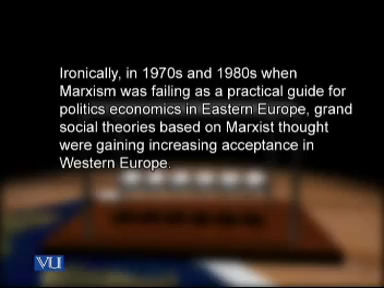 Ironically, in 1970s and 1980s when
Marxism was failing as a practical guide for
politics economics in Eastern Europe, grand
social theories based on Marxist thought
were gaining increasing acceptance in
Western Europe.
VU